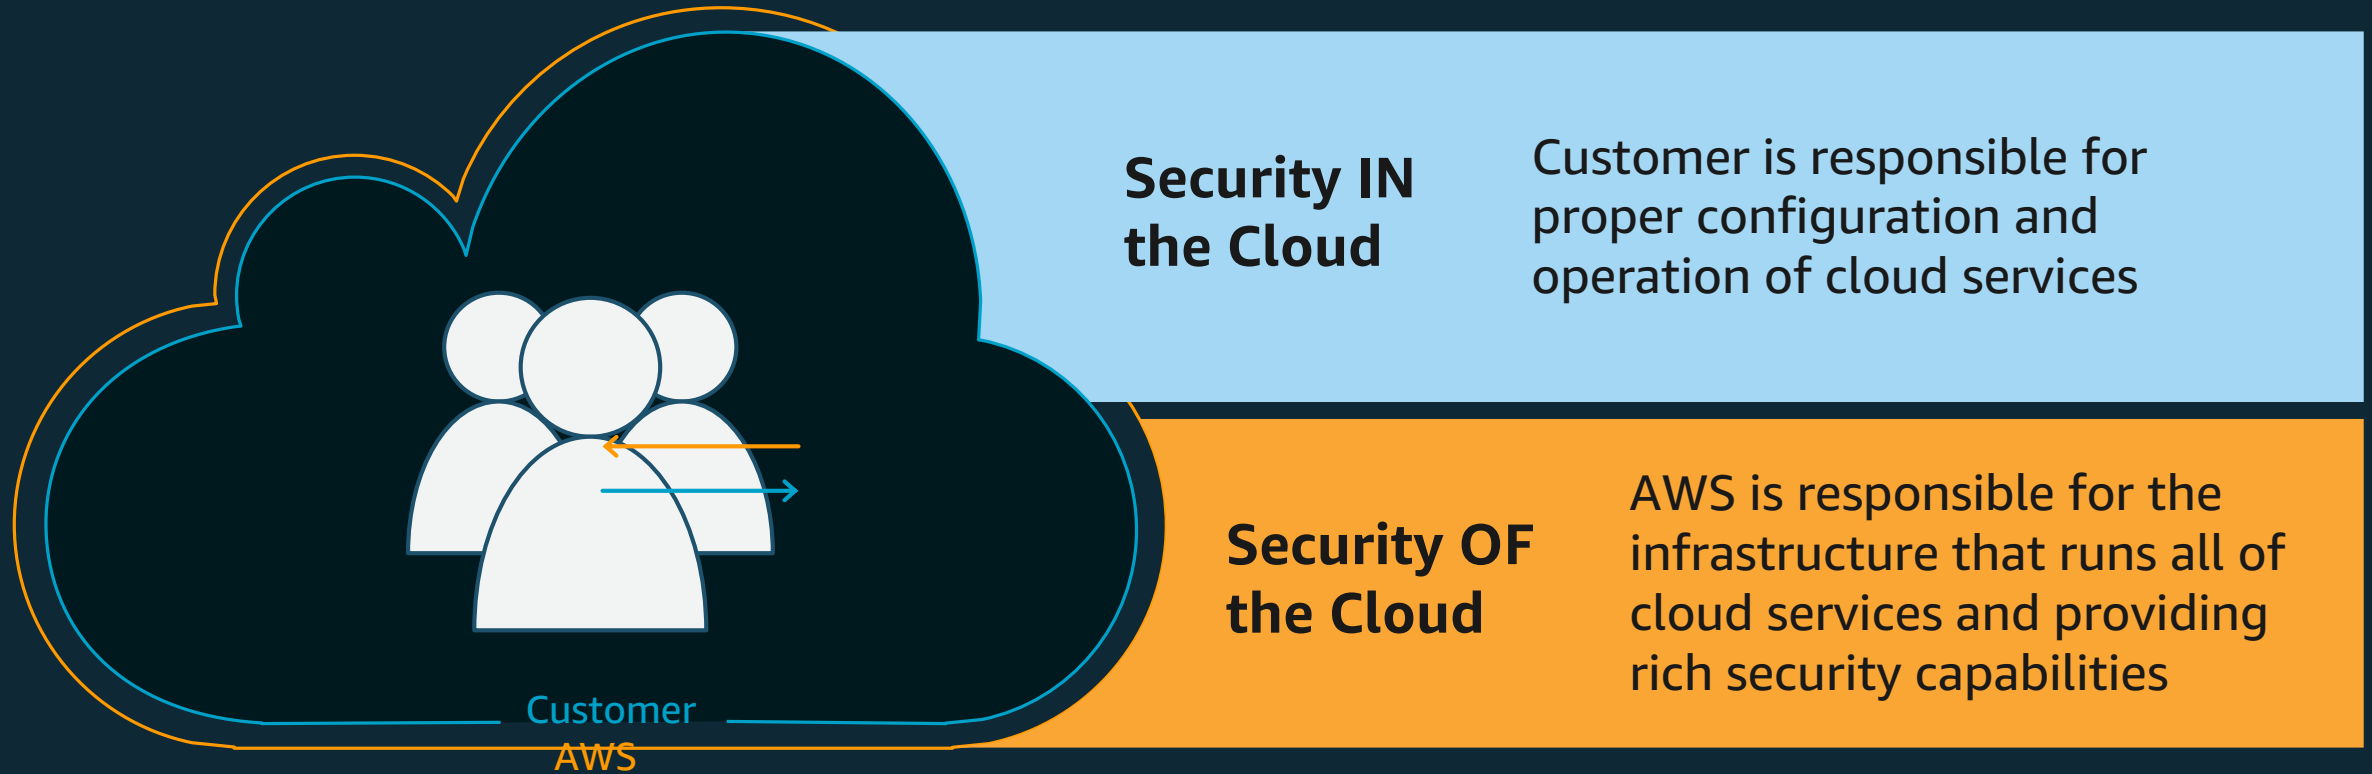 Security IN
the Cloud
Customer is responsible for
proper configuration and
operation of cloud services
Security OF
the Cloud
AWS is responsible for the
infrastructure that runs all of
cloud services and providing
rich security capabilities
Customer
AWS